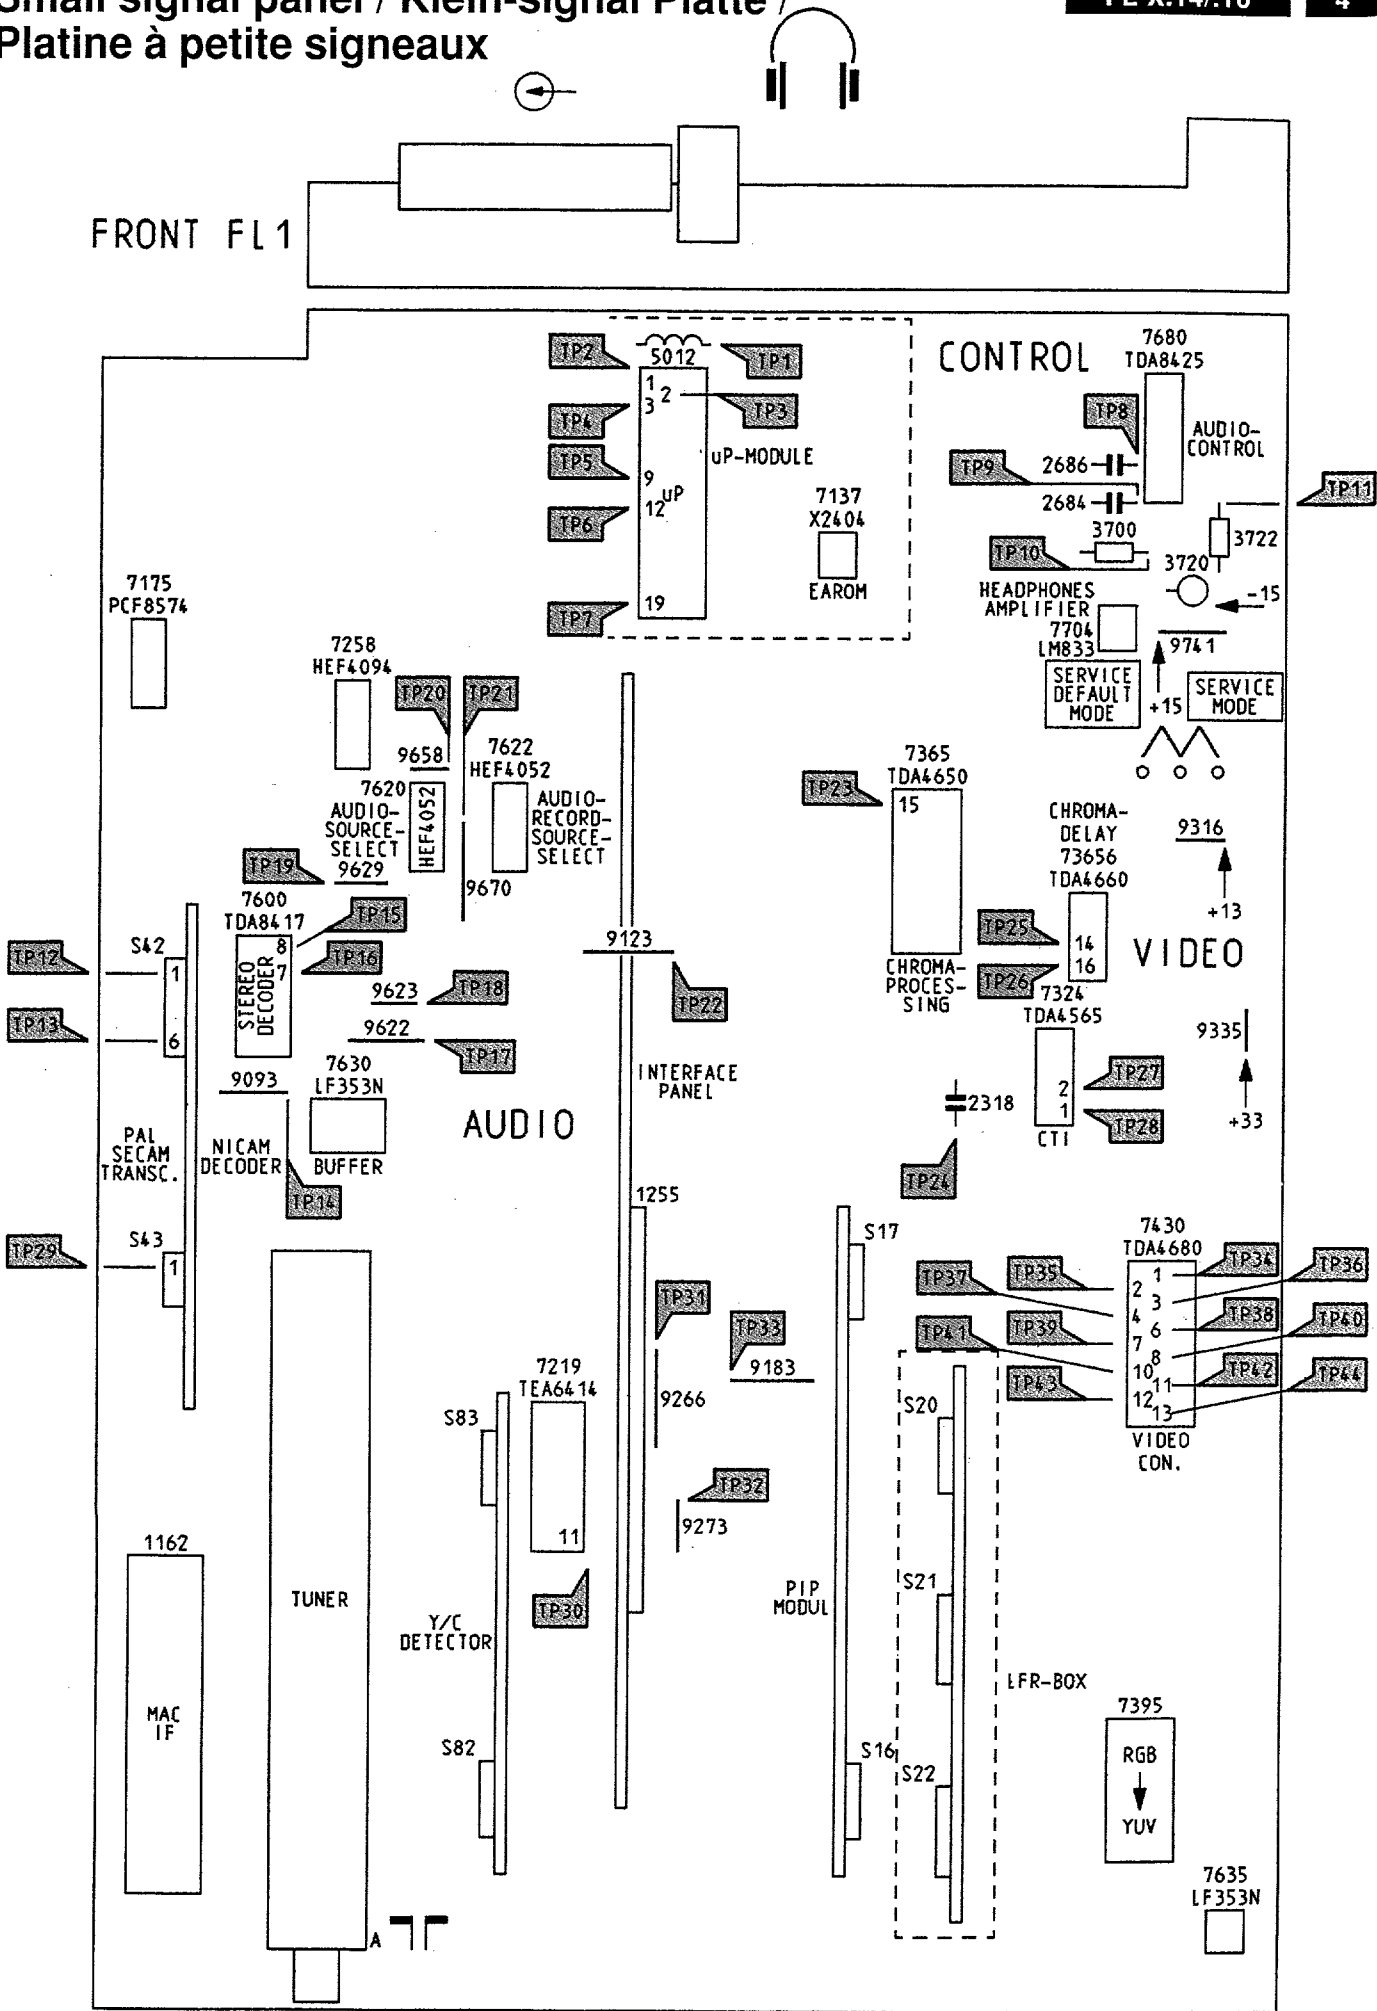 Small signal panel / Klein-signal Platte /
Platine à petite signeaux
4
FRONT FL1
CONTROL
TP2
5012
TP1
1
2
3
TP4
TP3
TP5
9
uP-MODULE
uP
12
TP6
19
TP7
7137
X2404
EAROM
7680
TDA8425
TP8
AUDIO-
CONTROL
TP9
2686
2684
TP11
3700
3722
TP10
3720
HEADPHONES
AMPLIFIER
7704
LM833
-15
9741
SERVICE
DEFAULT
MODE
+15
SERVICE
MODE
7175
PCF8574
7258
HEF4094
TP20
TP21
9658
7622
HEF4052
7620
AUDIO-
SOURCE-
SELECT
HEF4052
AUDIO-
RECORD-
SOURCE-
SELECT
TP19
9629
9670
7600
TDA8417
TP15
8
7
TP16
STEREO
DECODER
TP12
S42
1
TP13
6
9623
TP18
9622
TP17
9093
7630
LF353N
BUFFER
AUDIO
PAL
SECAM
TRANSC.
NICAM
DECODER
TP14
TP29
S43
1
9123
TP22
INTERFACE
PANEL
TP23
7365
TDA4650
15
CHROMA-
PROCES-
SING
CHROMA-
DELAY
73656
TDA4660
9316
+13
TP25
14
16
TP26
VIDEO
7324
TDA4565
9335
2
1
TP27
TP28
CTI
+33
2318
TP24
1255
S17
7430
TDA4680
TP37
TP35
1
2
3
4
TP34
TP36
TP41
TP39
6
7
8
TP38
TP40
10
11
TP42
TP44
TP43
12
13
VIDEO
CON.
TP31
TP33
9183
9266
7219
TEA6414
S83
11
TP32
9273
TP30
S20
1162
TUNER
Y/C
DETECTOR
PIP
MODUL
S21
LFR-BOX
MAC
IF
S82
S16
S22
7395
RGB
YUV
7635
LF353N
A